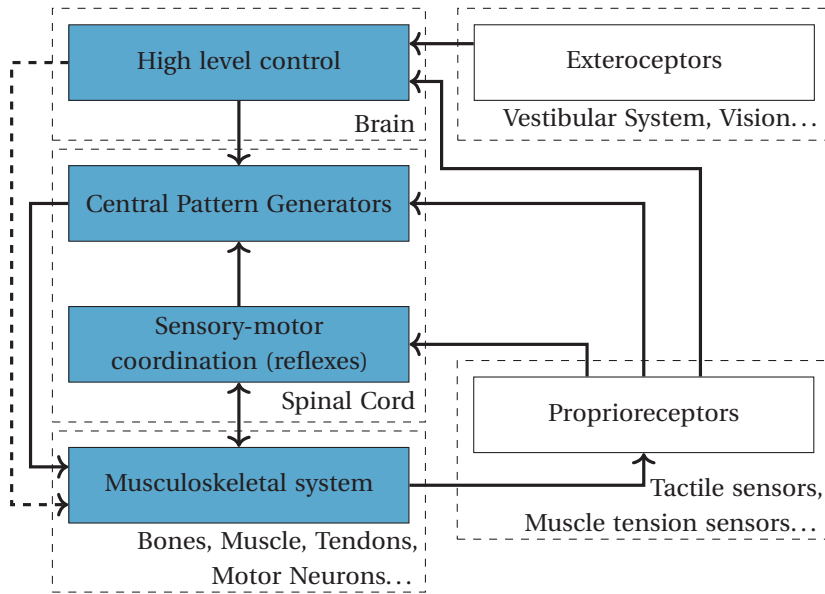 High level control
Brain
Exteroceptors
Vestibular System, Vision…
Central Pattern Generators
Sensory-motor
coordination (reflexes)
Spinal Cord
Proprioreceptors
Tactile sensors,
Muscle tension sensors…
Musculoskeletal system
Bones, Muscle, Tendons,
Motor Neurons…